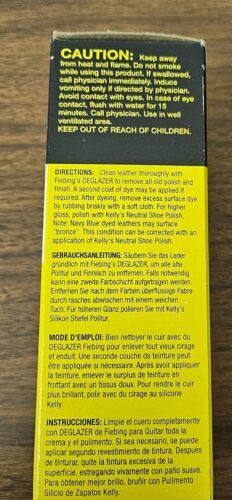 CAUTION: Keep away
from heat and flame. Do not smoke
while using this product. If swallowed,
call physician immediately. Induce
vomiting only if directed by physician.
Avoid contact with eyes. In case of eye
contact, flush with water for 15
minutes. Call physician. Use in well
ventilated area.
KEEP OUT OF REACH OF CHILDREN.
DIRECTIONS: Clean leather thoroughly with
Fiebing's DEGLAZER to remove all old polish and
finish. A second coat of dye may be applied if
required. After dyeing, remove excess surface dye
by rubbing briskly with a soft cloth. For higher
gloss, polish with Kelly's Neutral Shoe Polish.
Note: Navy Blue dyed leathers may surface
"bronze". This condition can be corrected with an
application of Kelly's Neutral Shoe Polish.
GEBRAUCHSANLEITUNG: Säubern Sie das Leder
gründlich mit Fiebing's DEGLAZER, um alle alte
Politur und Finnisch zu entfernen. Falls notwendig
kann eine zweite Farbschicht aufgetragen werden.
Entfernen Sie nach dem Färben überflüssige Farbe
durch rasches abwischen mit einem weichen
Tuch. Für höheren Glanz polieren Sie mit Kelly's
Silikon Stiefel Politur.
MODE D'EMPLOI: Bien nettoyer le cuir avec du
DEGLAZER Fiebing pour enlever tout vieux cirage
et enduit. Une seconde couche de teinture peut
être appliquée si nécessaire. Après avoir appliquer
la teinture, enlever le surplus de teinture en
frottant avec un tissus doux. Pour rendre le cuir
plus brillant, polir avec du cirage au silicone
Kelly.
INSTRUCCIONES: Limpie el cuero completamente
con DEGLAZER de Fiebing para Quitar toda la
crema y el pulimento. Si sea necesario, se puede
aplicar segundo revestimiento de tintura. Despues
de tinturar, quite la tintura excesiva de la
superficie, estregando vivamente con paño suave.
Para obtener mejor brillo, bruñir con Pulimento
Silicio de Zapatos Kelly.